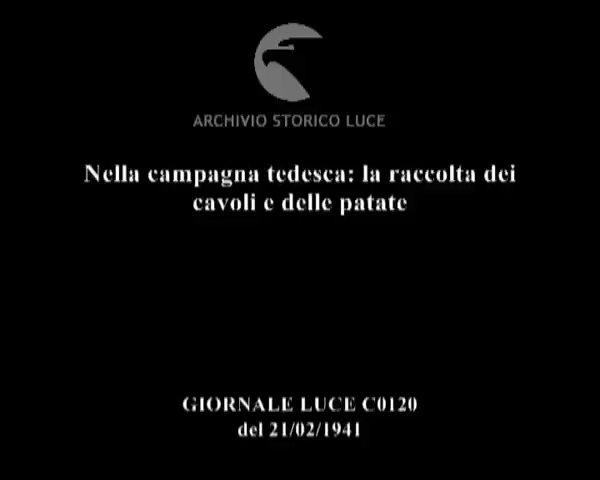 ARCHIVIO STORICO LUCE
Nella campagna tedesca: la raccolta dei
cavoli e delle patate
GIORNALE LUCE C0120
del 21/02/1941